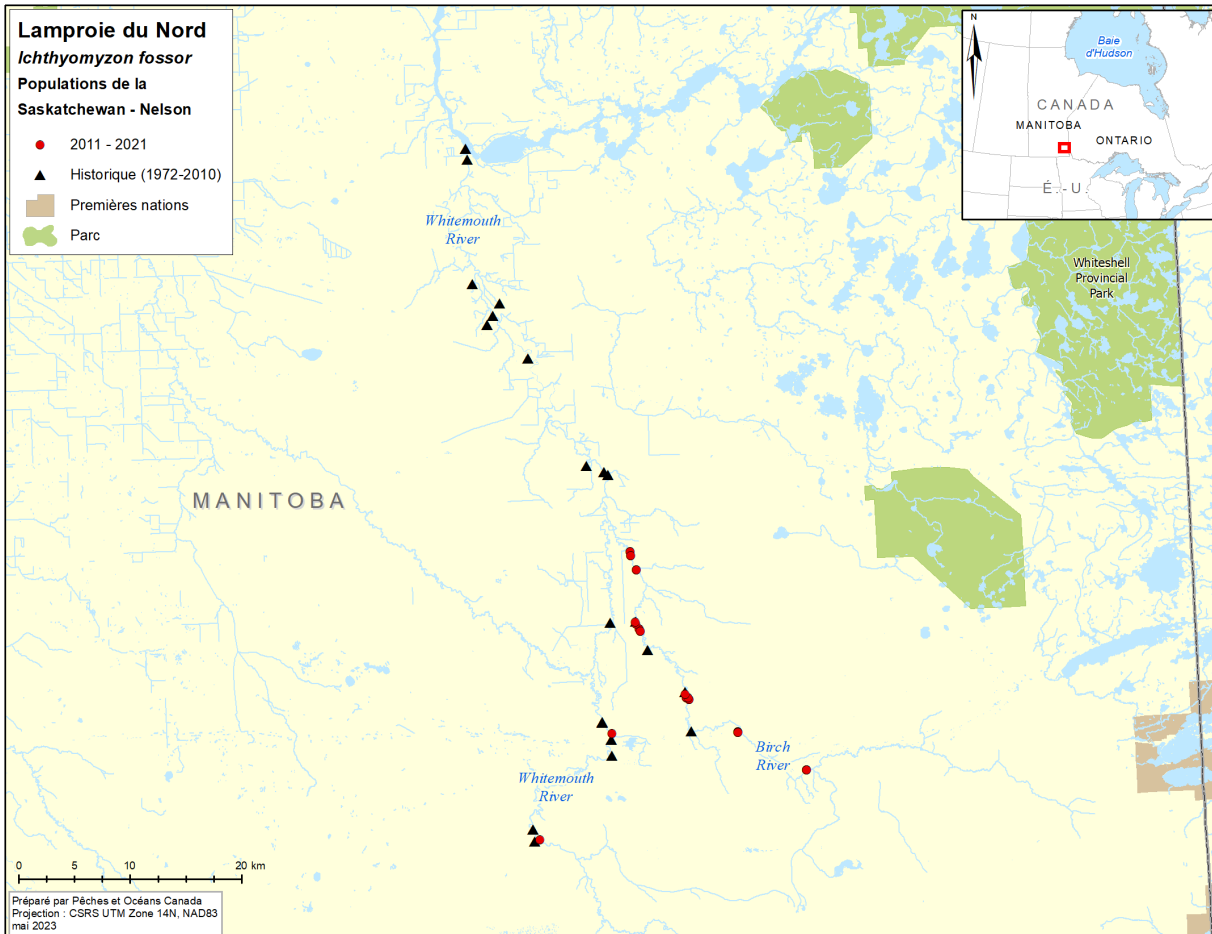 Lamproie du Nord
Ichthyomyzon fossor
Populations de la
Saskatchewan - Nelson
2011 - 2021
Historique (1972-2010)
Premières nations
Parc
N
Baie
d'Hudson
CANADA
MANITOBA
ONTARIO
É.-U.
Whitemouth
River
Whiteshell
Provincial
Park
MANITOBA
Birch
River
Whitemouth
River
0 5 10 20 km
Préparé par Pêches et Océans Canada
Projection : CSRS UTM Zone 14N, NAD83
mai 2023